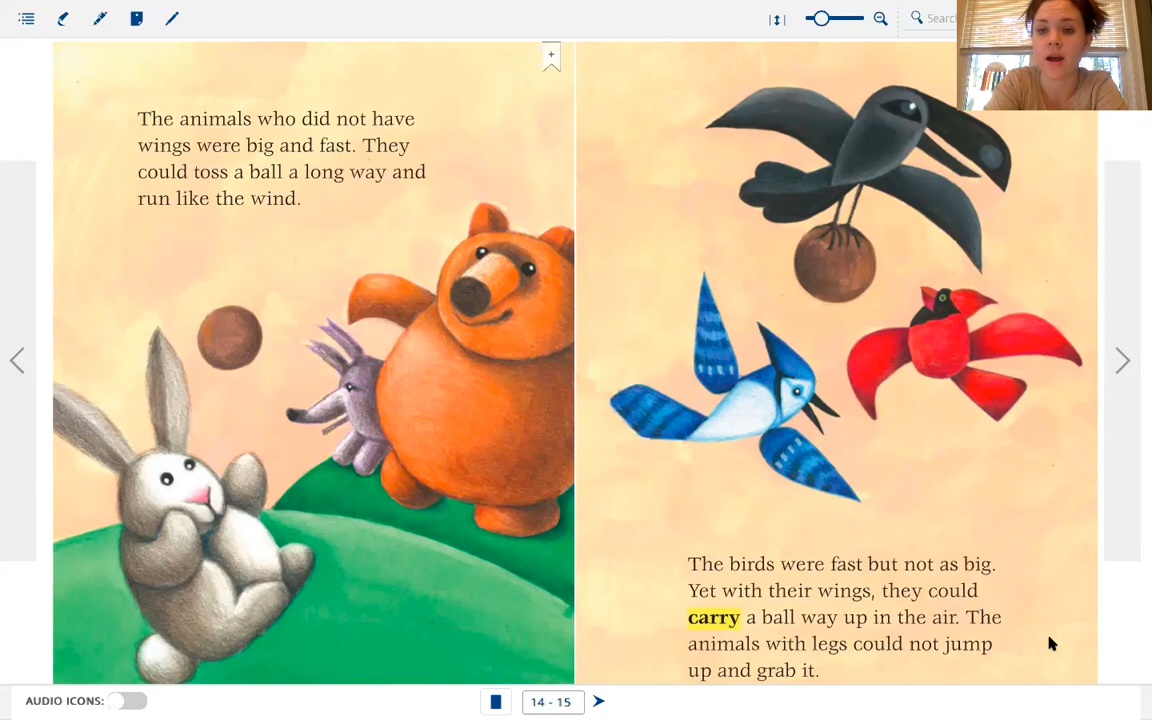 Search
The animals who did not have
wings were big and fast. They
could toss a ball a long way and
run like the wind.
The birds were fast but not as big.
Yet with their wings, they could
carry a ball way up in the air. The
animals with legs could not jump
up and grab it.
AUDIO ICONS:
14 - 15